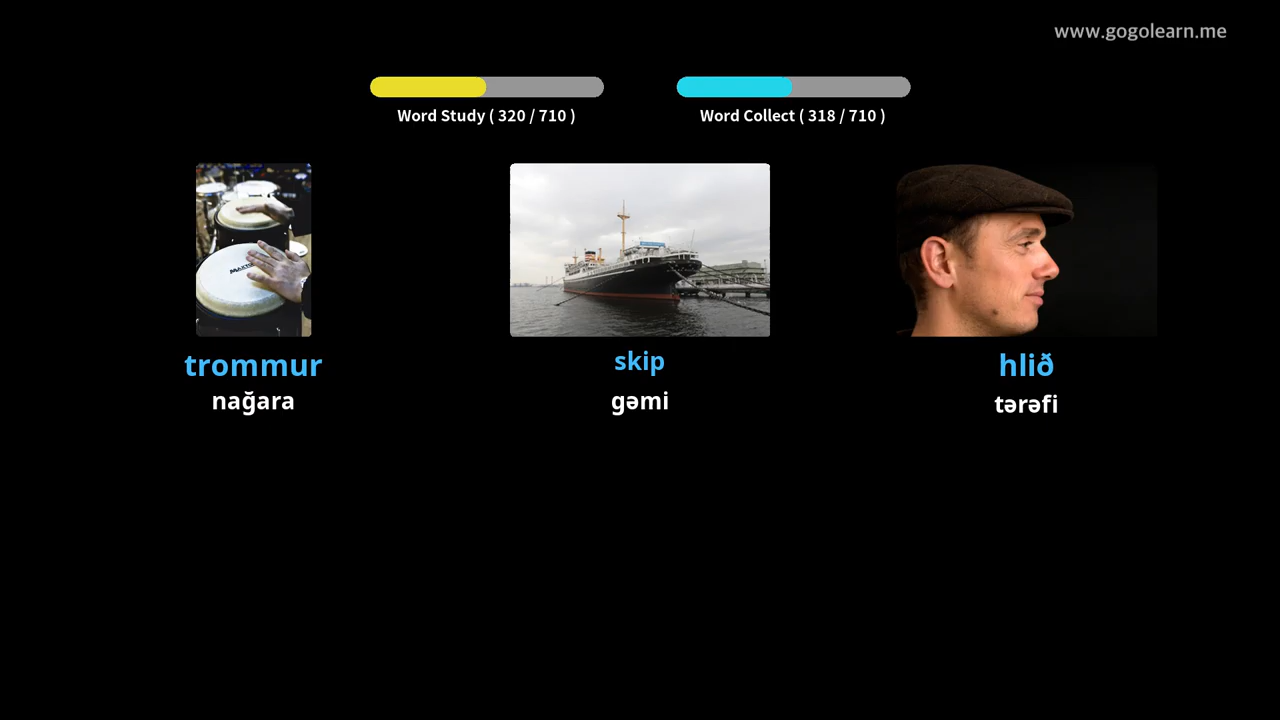 www.gogolearn.me
Word Study ( 320 / 710 )
Word Collect ( 318 / 710 )
trommur
skip
hlið
nağara
gəmi
tərəfi